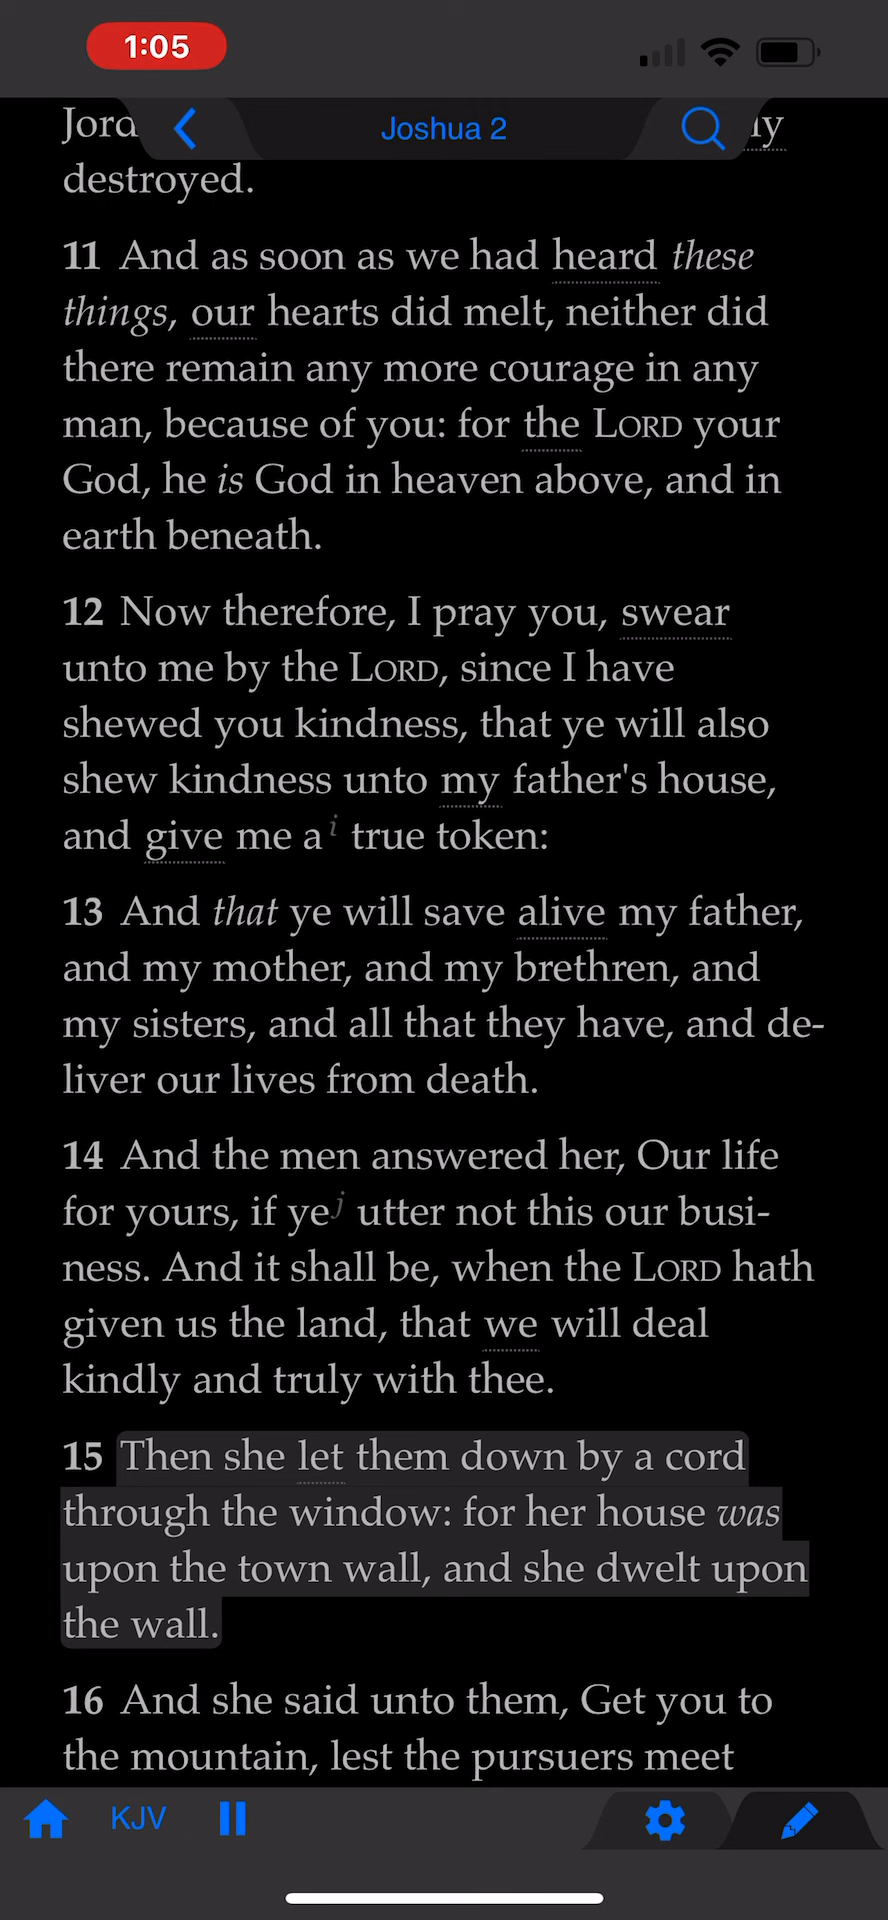 1:05
Joshua 2
destroyed.
11 And as soon as we had heard these
things, our hearts did melt, neither did
there remain any more courage in any
man, because of you: for the LORD your
God, he is God in heaven above, and in
earth beneath.
12 Now therefore, I pray you, swear
unto me by the LORD, since I have
shewed you kindness, that ye will also
shew kindness unto my father's house,
and give me a i true token:
13 And that ye will save alive my father,
and my mother, and my brethren, and
my sisters, and all that they have, and de-
liver our lives from death.
14 And the men answered her, Our life
for yours, if ye j utter not this our busi-
ness. And it shall be, when the LORD hath
given us the land, that we will deal
kindly and truly with thee.
15 Then she let them down by a cord
through the window: for her house was
upon the town wall, and she dwelt upon
the wall.
16 And she said unto them, Get you to
the mountain, lest the pursuers meet
KJV